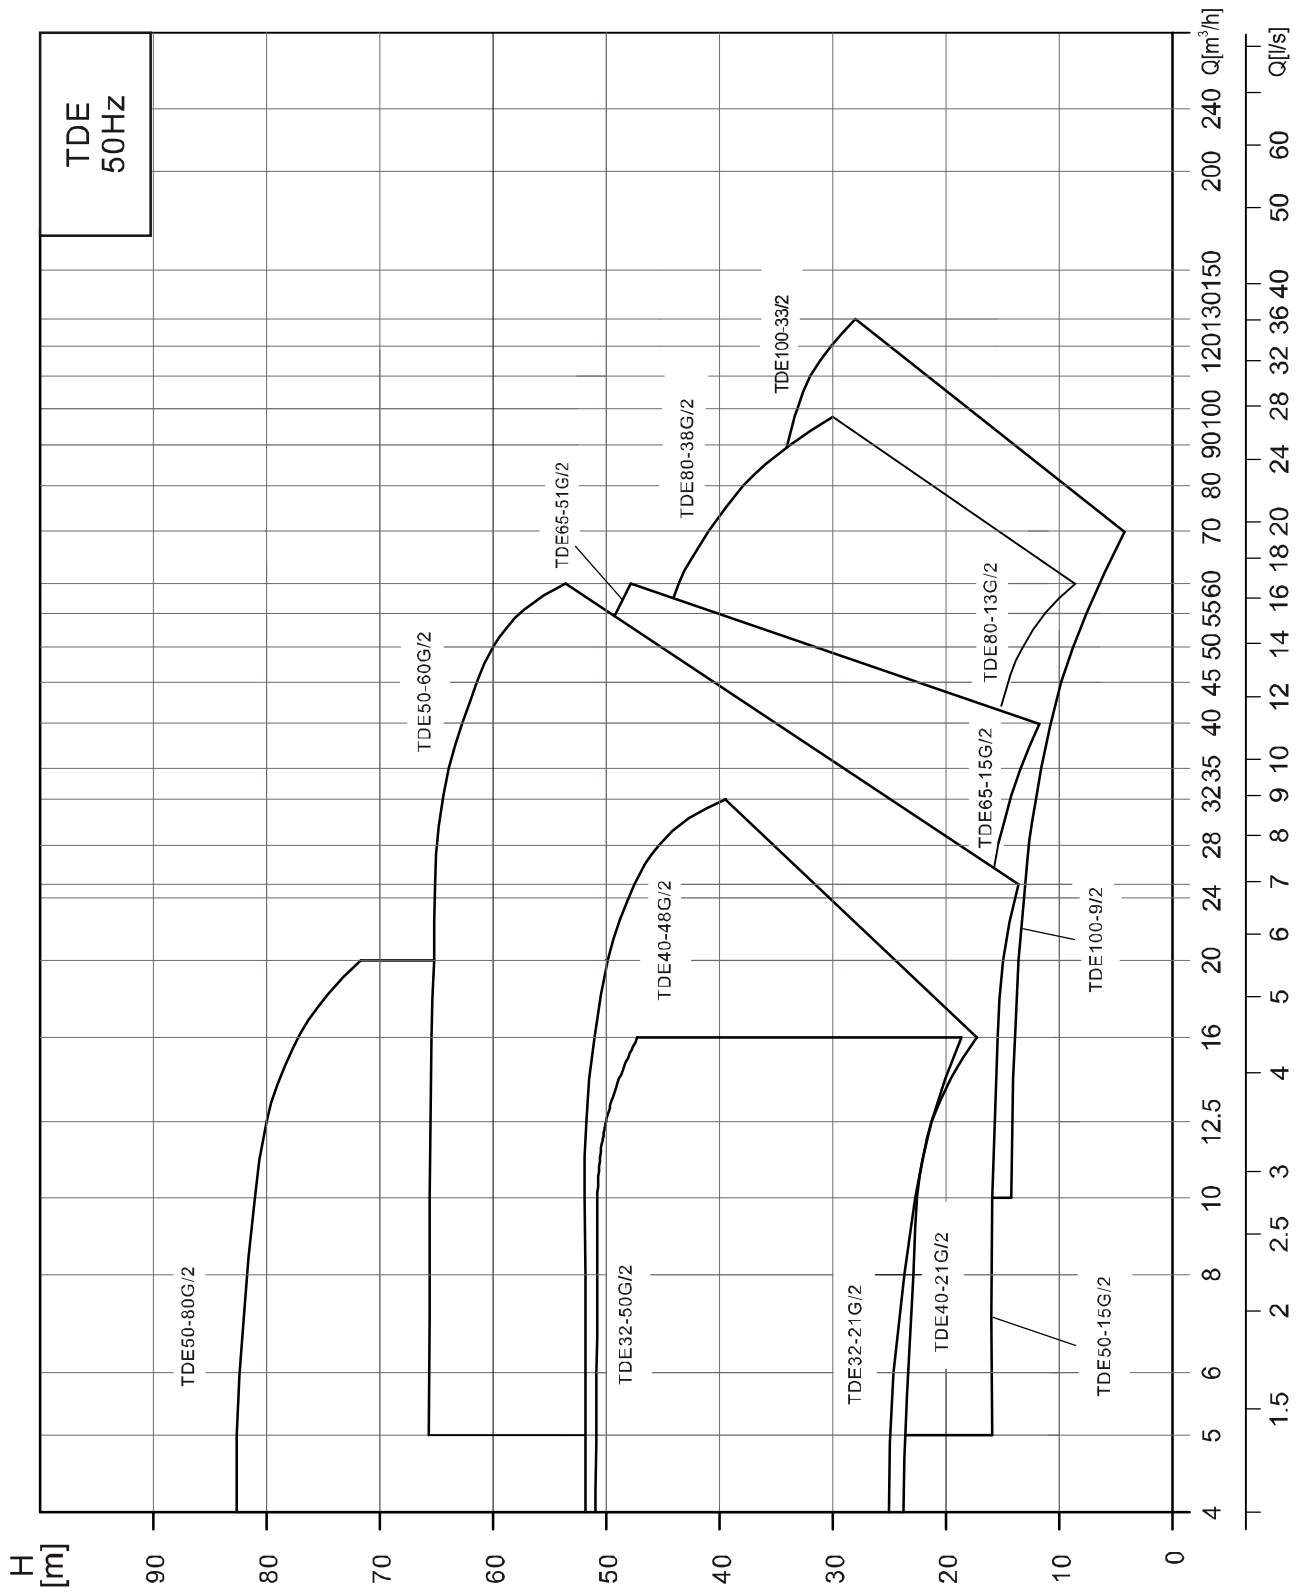 H
[m]
TDE
50Hz
90
80
70
60
50
40
30
20
10
0
TDE50-80G/2
TDE50-60G/2
TDE65-51G/2
TDE80-38G/2
TDE100-33/2
TDE40-48G/2
TDE32-50G/2
TDE32-21G/2
TDE40-21G/2
TDE65-15G/2
TDE80-13G/2
TDE50-15G/2
TDE100-9/2
4 5 6 8 10 12.5 16 20 24 28 32 35 40 45 50 55 60 70 80 90 100 120 130 150 200 240 Q[m³/h]
1.5 2 2.5 3 4 5 6 7 8 9 10 12 14 16 18 20 24 28 32 36 40 50 60 Q[l/s]